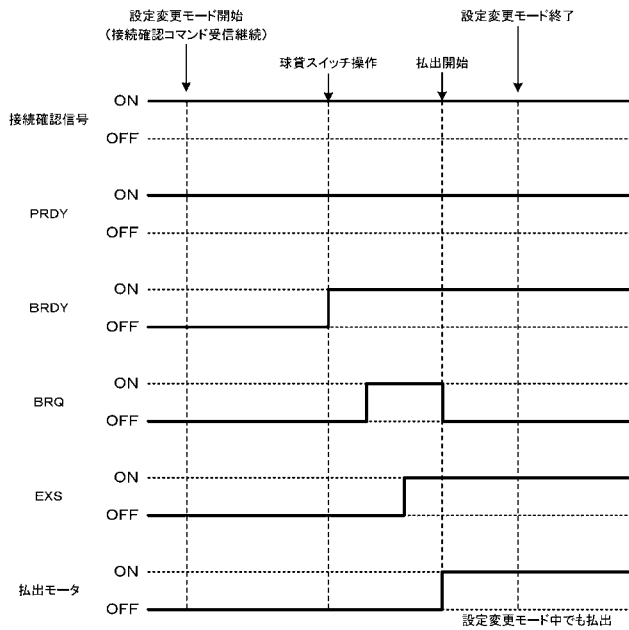 設定変更モード開始
（接続確認コマンド受信継続）
球貸スイッチ操作
払出開始
設定変更モード終了
接続確認信号
ON
OFF
PRDY
ON
OFF
BRDY
ON
OFF
BRQ
ON
OFF
EXS
ON
OFF
払出モータ
ON
OFF
設定変更モード中でも払出